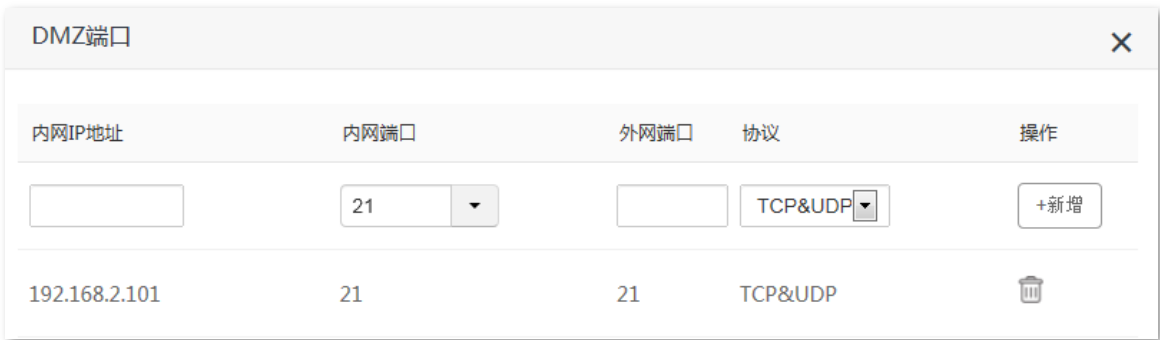 DMZ端口
内网IP地址 内网端口 外网端口 协议 操作
21 TCP&UDP +新增
192.168.2.101 21 21 TCP&UDP